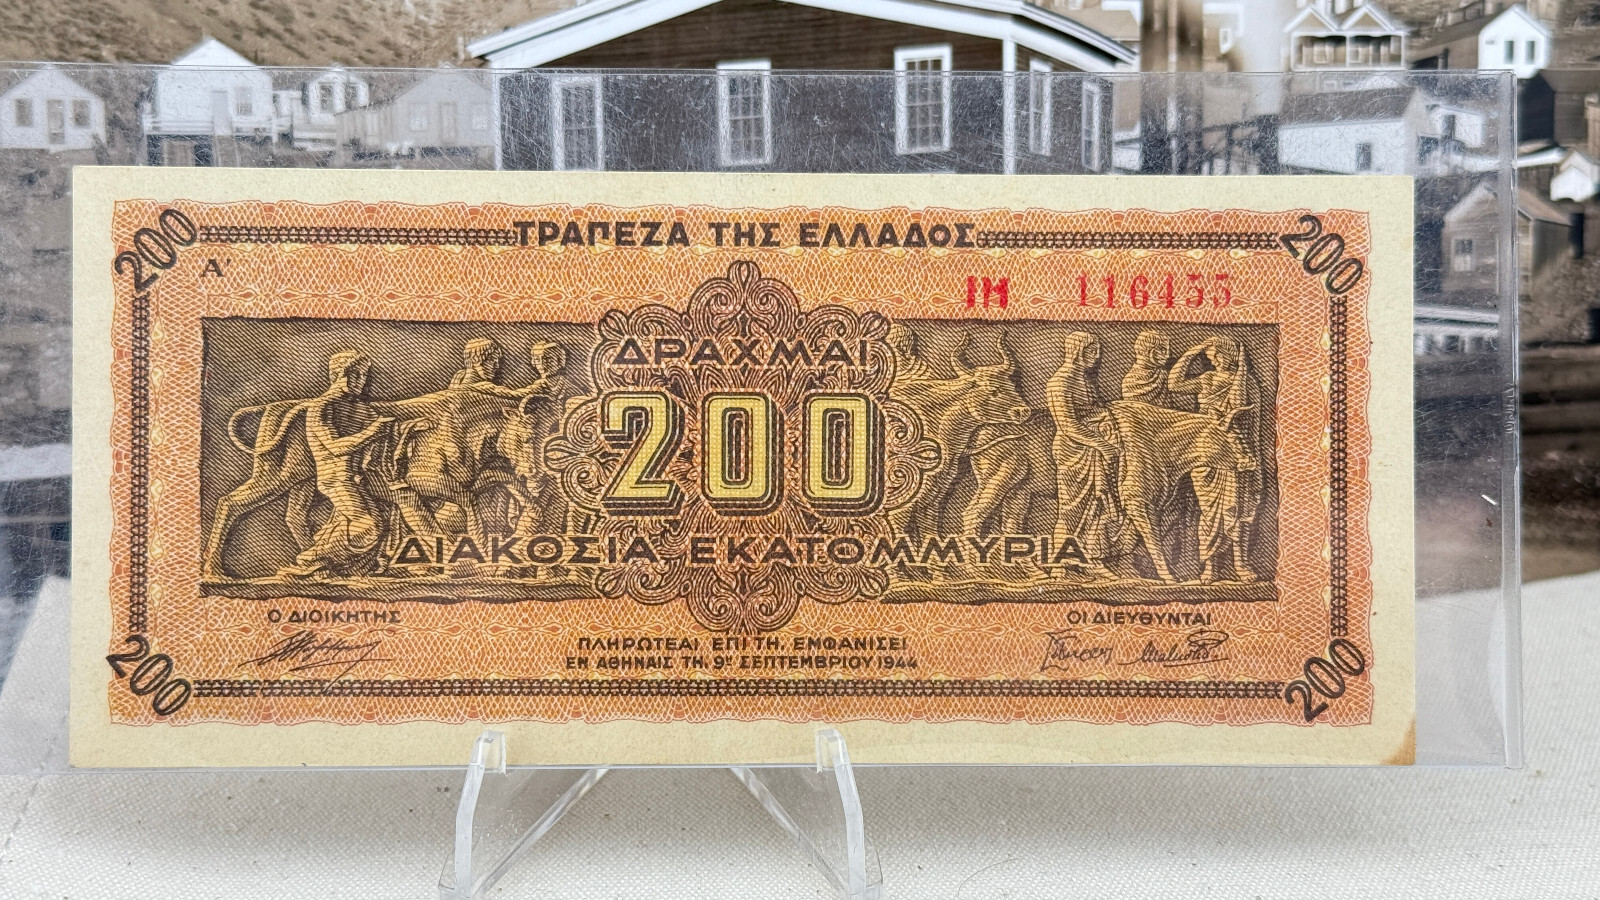 ΤΡΑΠΕΖΑ ΤΗΣ ΕΛΛΑΔΟΣ
200
200
Α'
ΙΜ 116455
ΔΡΑΧΜΑΙ
200
ΔΙΑΚΟΣΙΑ ΕΚΑΤΟΜΜΥΡΙΑ
Ο ΔΙΟΙΚΗΤΗΣ
ΟΙ ΔΙΕΥΘΥΝΤΑΙ
ΠΛΗΡΩΤΕΑΙ ΕΠΙ ΤΗ, ΕΜΦΑΝΙΣΕΙ
ΕΝ ΑΘΗΝΑΙΣ ΤΗ, 9ῃ ΣΕΠΤΕΜΒΡΙΟΥ 1944
200
200